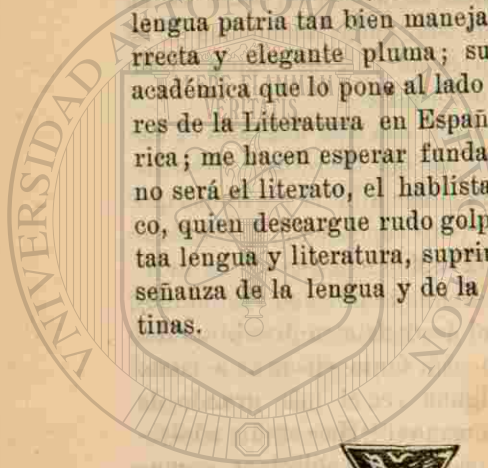 lengua patria tan bien maneja
rrecta y elegante pluma; su
académica que lo pone al lado
res de la Literatura en Españ
rica; me hacen esperar funda
no será el literato, el hablista
co, quien descargue rudo golp
taa lengua y literatura, supri
señanza de la lengua y de la
tinas.